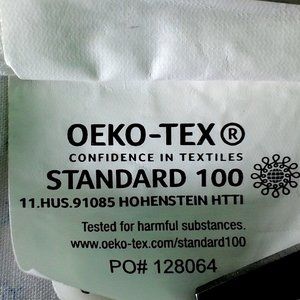 OEKO-TEX®
CONFIDENCE IN TEXTILES
STANDARD 100
11.HUS.91085 HOHENSTEIN HTTI
Tested for harmful substances.
www.oeko-tex.com/standard100
PO# 128064